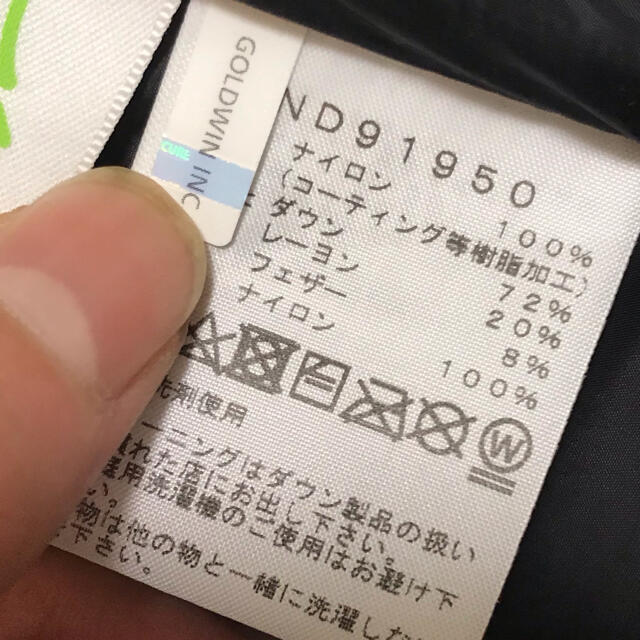 GOLDWIN INC
CURE
ND91950
ナイロン 100%
(コーティング等樹脂加工)
ダウン 72%
レーヨン 20%
フェザー 8%
ナイロン 100%
W
洗剤使用
ーニングはダウン製品の扱い
れた店にお出し下さい。
用洗濯機のご使用はお避け下
い。
物は他の物と一緒に洗濯しな
下さい。